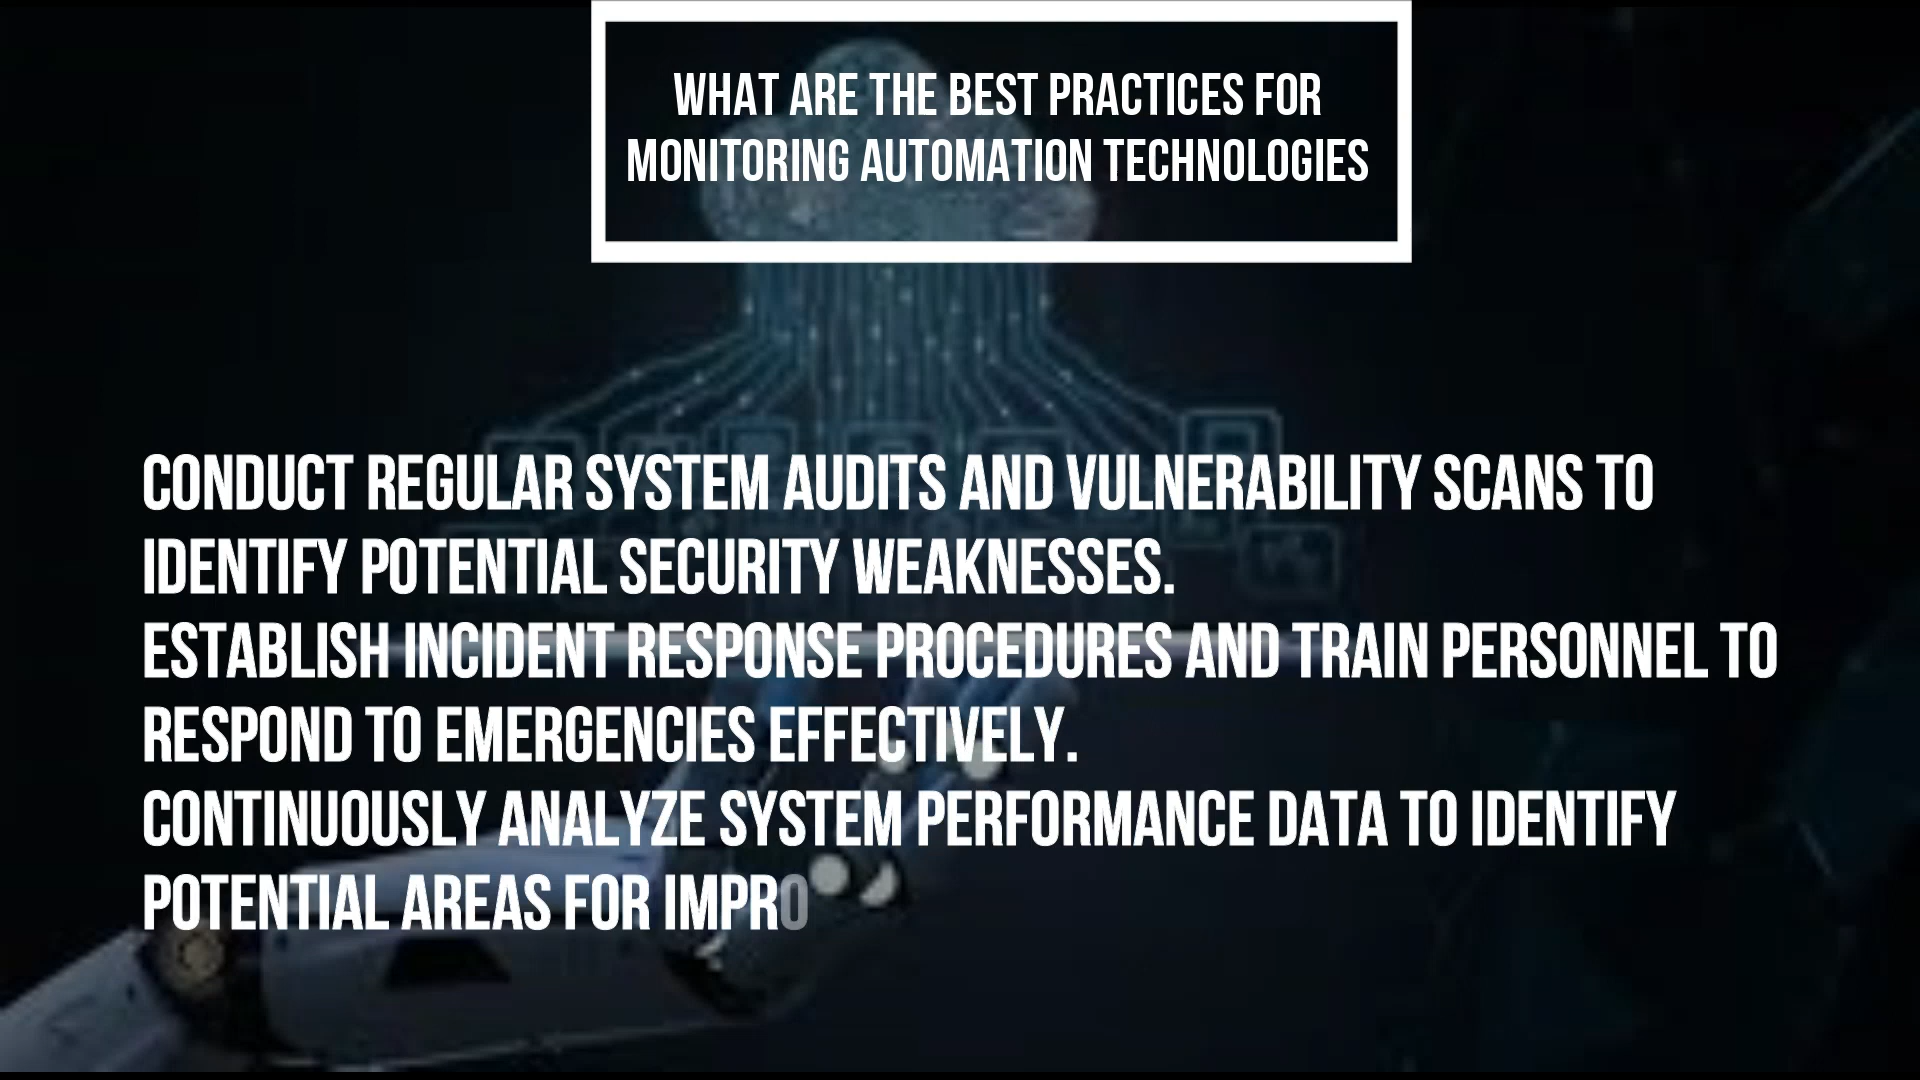 WHAT ARE THE BEST PRACTICES FOR
MONITORING AUTOMATION TECHNOLOGIES
CONDUCT REGULAR SYSTEM AUDITS AND VULNERABILITY SCANS TO
IDENTIFY POTENTIAL SECURITY WEAKNESSES.
ESTABLISH INCIDENT RESPONSE PROCEDURES AND TRAIN PERSONNEL TO
RESPOND TO EMERGENCIES EFFECTIVELY.
CONTINUOUSLY ANALYZE SYSTEM PERFORMANCE DATA TO IDENTIFY
POTENTIAL AREAS FOR IMPRO